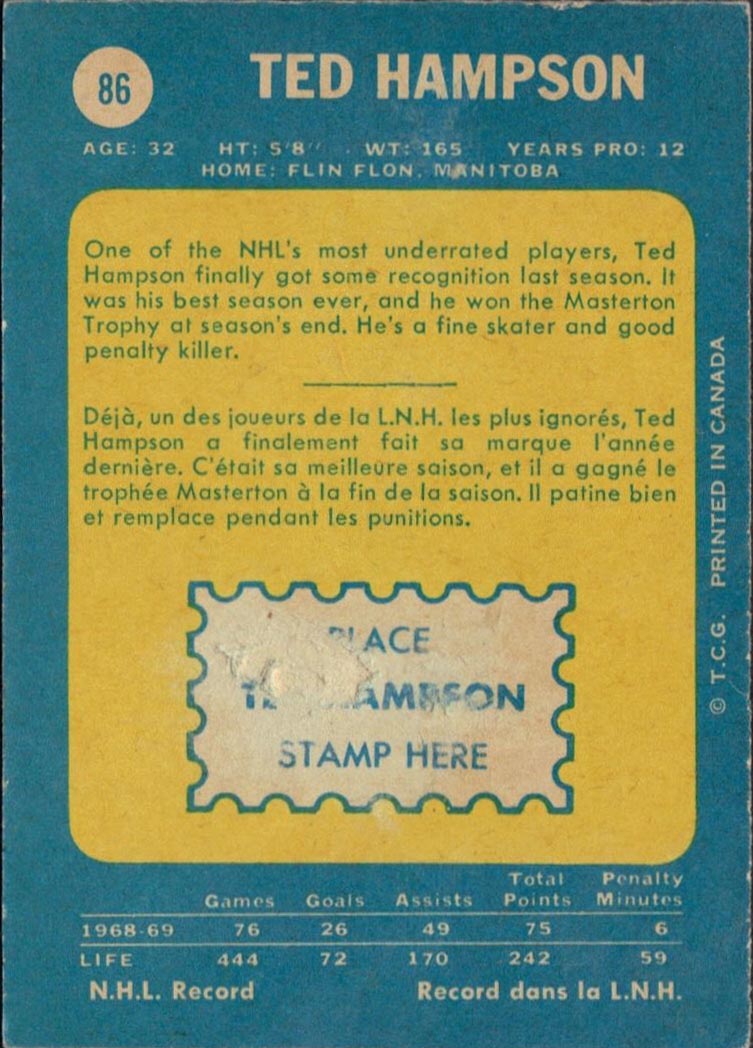 86
TED HAMPSON
AGE: 32 HT: 5'8" WT: 165 YEARS PRO: 12
HOME: FLIN FLON, MANITOBA
One of the NHL's most underrated players, Ted
Hampson finally got some recognition last season. It
was his best season ever, and he won the Masterton
Trophy at season's end. He's a fine skater and good
penalty killer.
Déjà, un des joueurs de la L.N.H. les plus ignorés, Ted
Hampson a finalement fait sa marque l'année
dernière. C'était sa meilleure saison, et il a gagné le
trophée Masterton à la fin de la saison. Il patine bien
et remplace pendant les punitions.
PLACE
HAMPSON
STAMP HERE
© T.C.G. PRINTED IN CANADA
Games Goals Assists Total Points Penalty Minutes
1968-69 76 26 49 75 6
LIFE 444 72 170 242 59
N.H.L. Record Record dans la L.N.H.